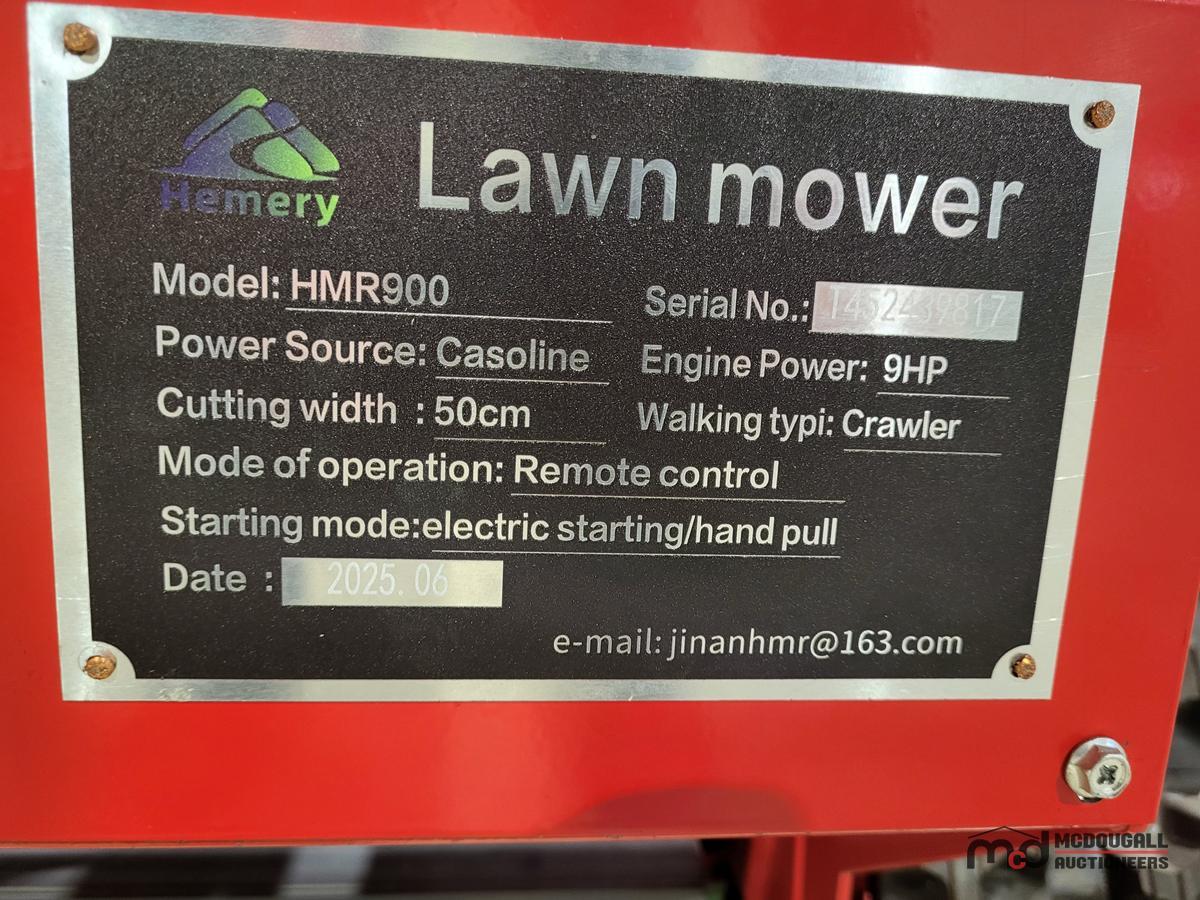 Hemery
Lawn mower
Model: HMR900
Serial No.: T452439817
Power Source: Casoline
Engine Power: 9HP
Cutting width : 50cm
Walking typi: Crawler
Mode of operation: Remote control
Starting mode:electric starting/hand pull
Date : 2025.06
e-mail: jinanhmr@163.com
mcd MCDOUGALL
AUCTIONEERS